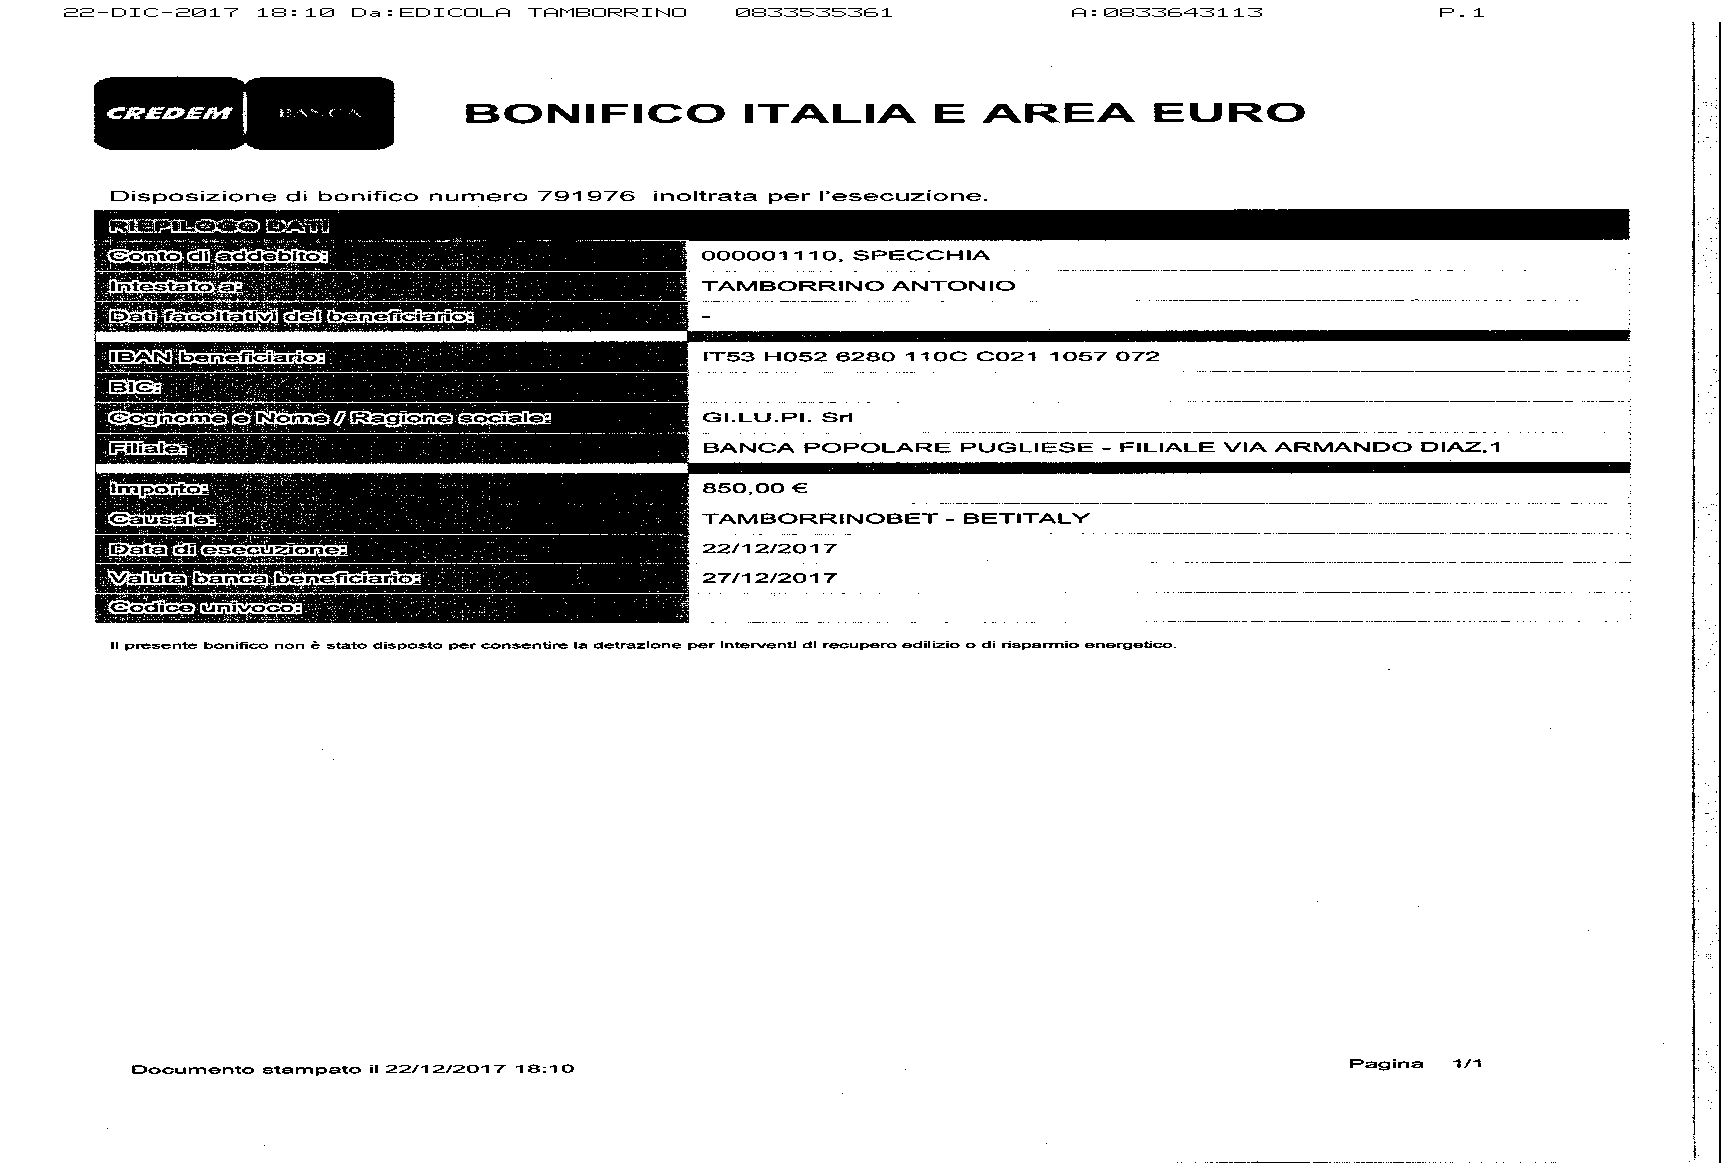 22-DIC-2017 18:10 Da:EDICOLA TAMBORRINO 0833535361 A:0833643113 P.1
CREDEM BANCA
BONIFICO ITALIA E AREA EURO
Disposizione di bonifico numero 791976 inoltrata per l'esecuzione.
RIEPILOGO DATI
Conto di addebito: 000001110, SPECCHIA
Intestato a: TAMBORRINO ANTONIO
Dati facoltativi del beneficiario: -
IBAN beneficiario: IT53 H052 6280 110C C021 1057 072
BIC:
Cognome e Nome / Ragione sociale: GI.LU.PI. Srl
Filiale: BANCA POPOLARE PUGLIESE - FILIALE VIA ARMANDO DIAZ,1
Importo: 850,00 €
Causale: TAMBORRINOBET - BETITALY
Data di esecuzione: 22/12/2017
Valuta banca beneficiario: 27/12/2017
Codice univoco:
Il presente bonifico non è stato disposto per consentire la detrazione per interventi di recupero edilizio o di risparmio energetico.
Documento stampato il 22/12/2017 18:10
Pagina 1/1